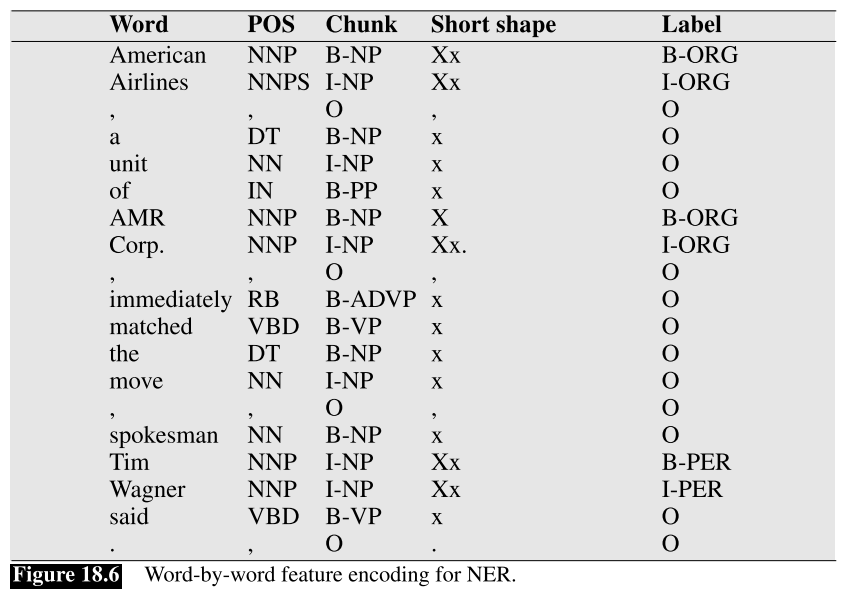 Word POS Chunk Short shape Label
American NNP B-NP Xx B-ORG
Airlines NNPS I-NP Xx I-ORG
, , O , O
a DT B-NP x O
unit NN I-NP x O
of IN B-PP x O
AMR NNP B-NP X B-ORG
Corp. NNP I-NP Xx. I-ORG
, , O , O
immediately RB B-ADVP x O
matched VBD B-VP x O
the DT B-NP x O
move NN I-NP x O
, , O , O
spokesman NN B-NP x O
Tim NNP I-NP Xx B-PER
Wagner NNP I-NP Xx I-PER
said VBD B-VP x O
. , O . O
Figure 18.6 Word-by-word feature encoding for NER.